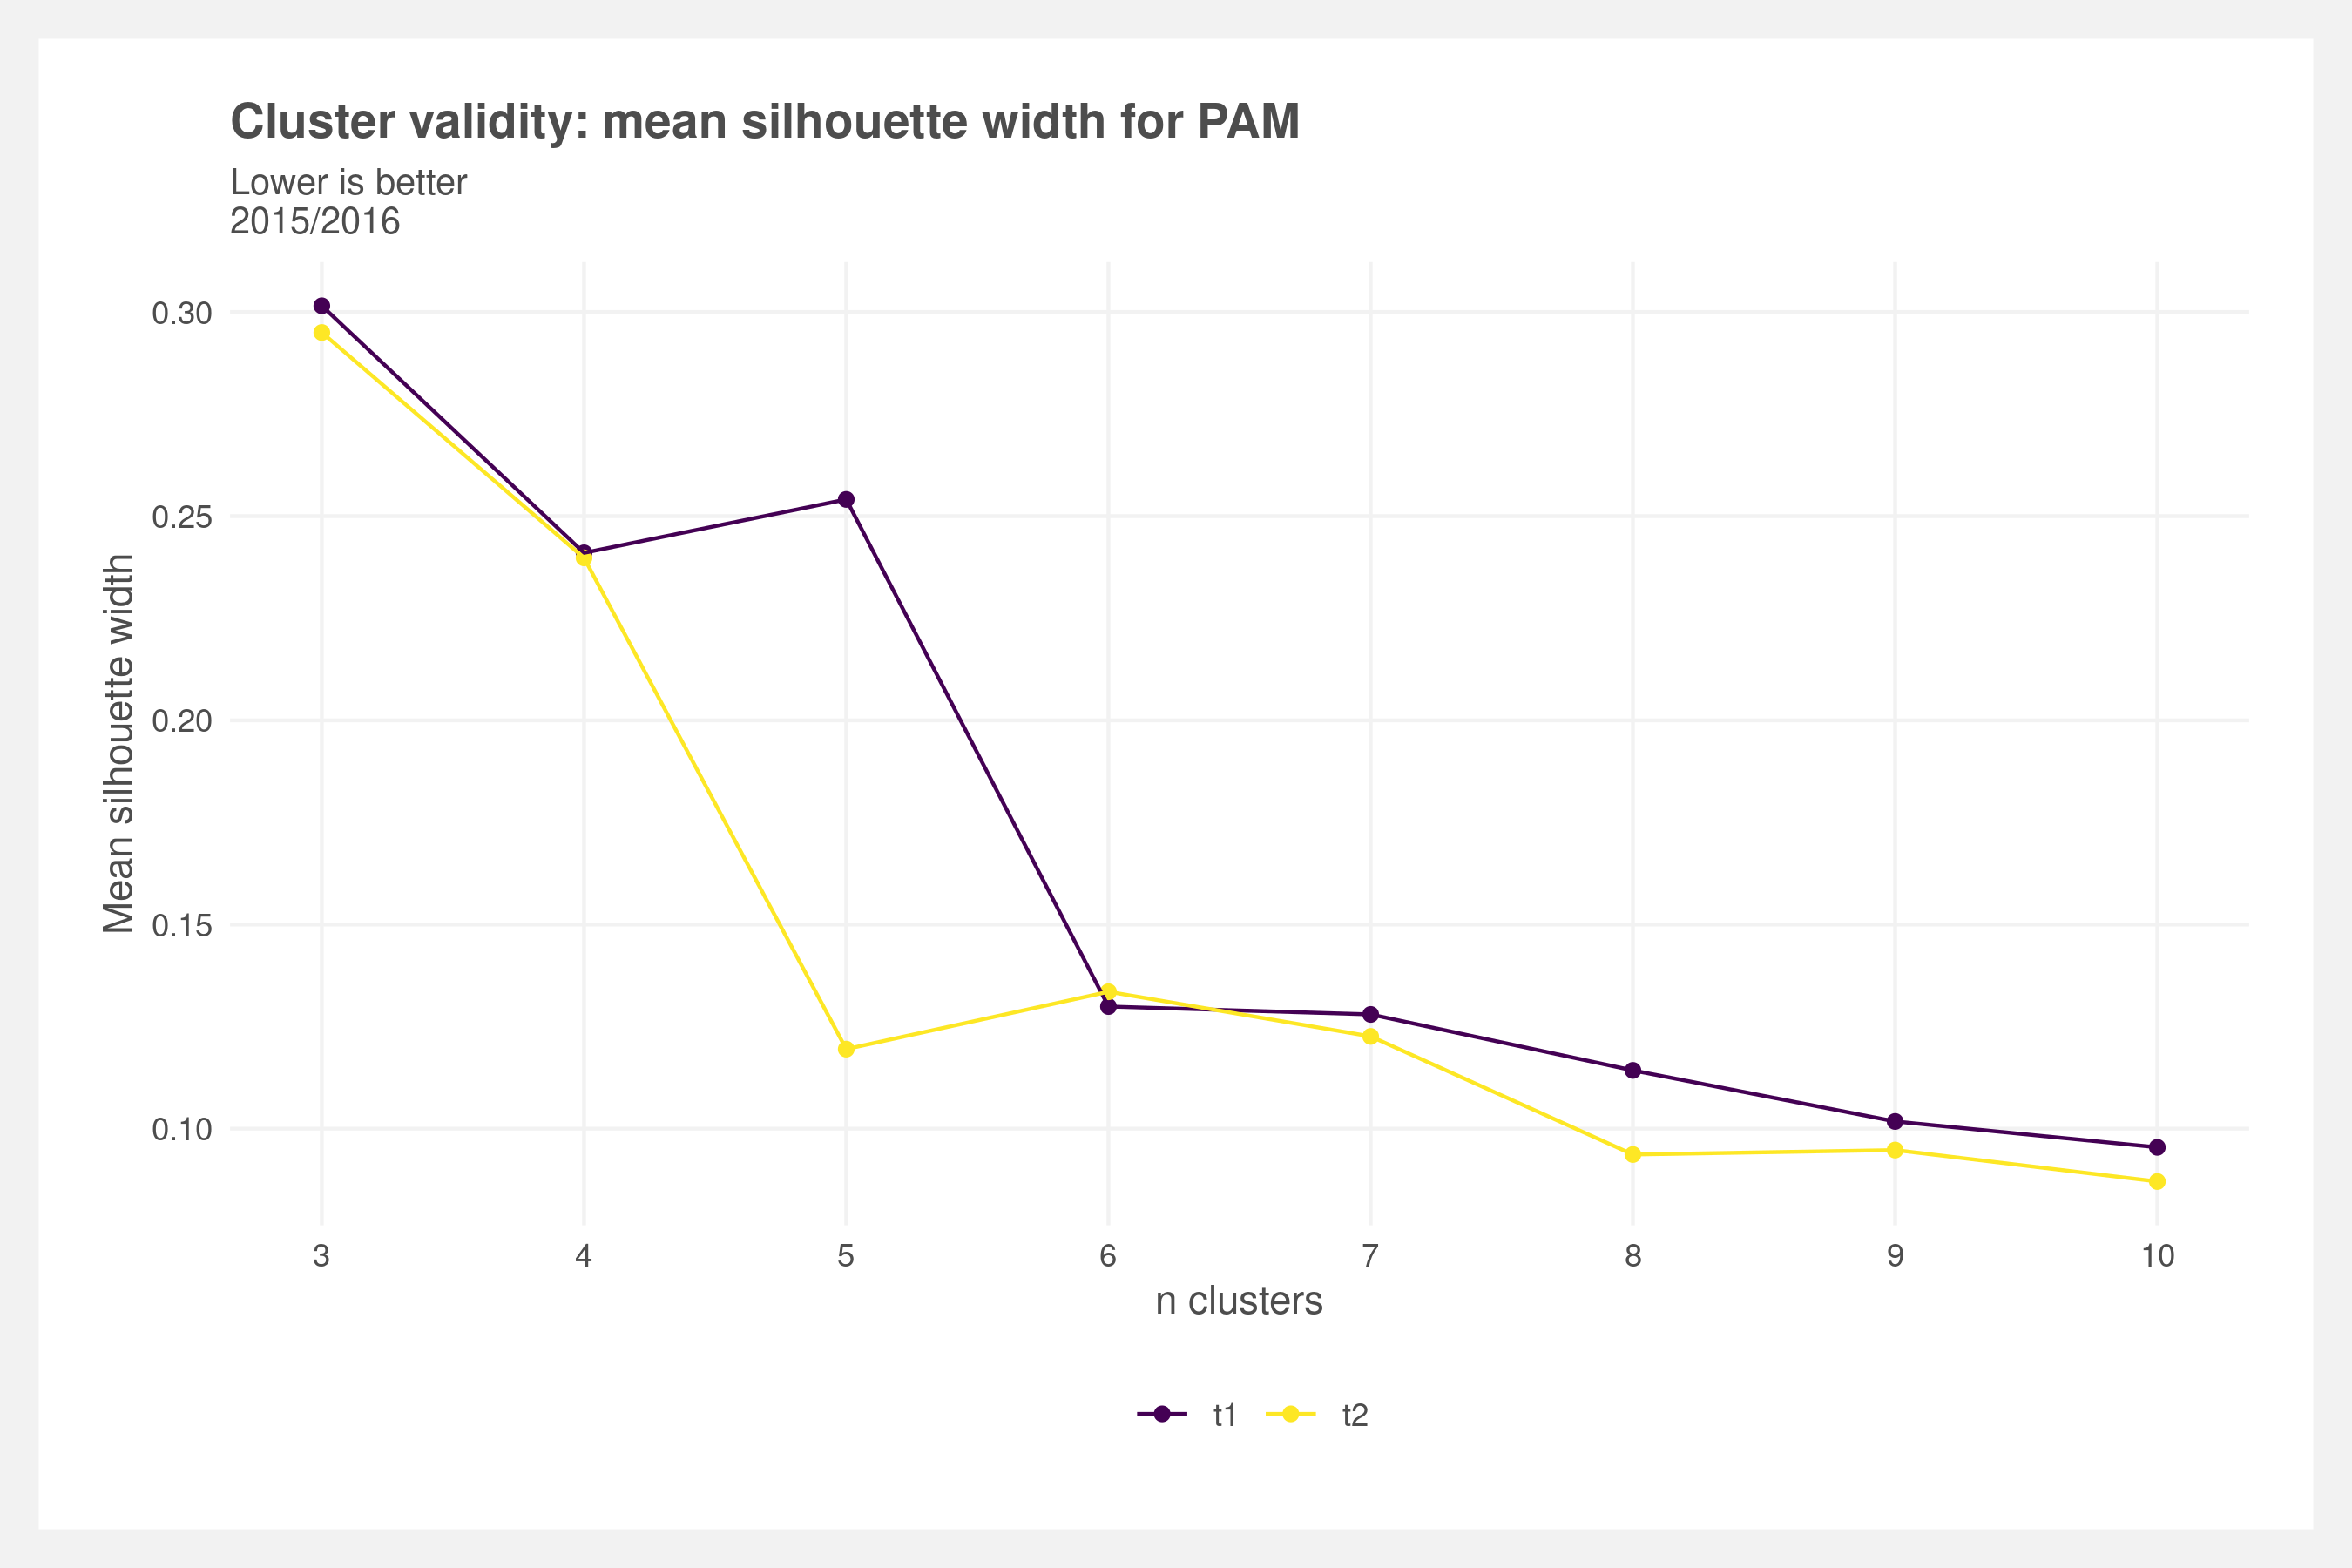 Cluster validity: mean silhouette width for PAM
Lower is better
2015/2016
Mean silhouette width
0.30
0.25
0.20
0.15
0.10
3 4 5 6 7 8 9 10
n clusters
t1 t2